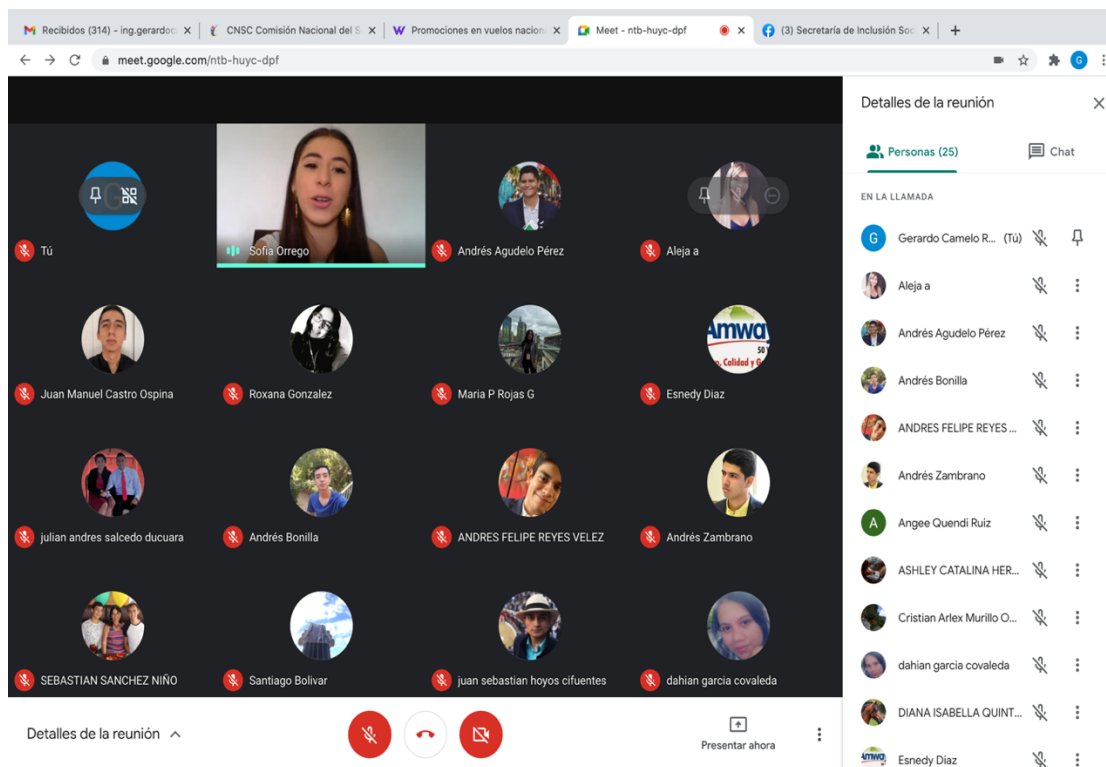 Recibidos (314) - ing.gerardoc
CNSC Comisión Nacional del S
Promociones en vuelos nacion
Meet - ntb-huyc-dpf
(3) Secretaría de Inclusión Soc
meet.google.com/ntb-huyc-dpf
G
Tú
Sofia Orrego
Andrés Agudelo Pérez
Aleja a
Amway
50
, Calidad y G
Juan Manuel Castro Ospina
Roxana Gonzalez
Maria P Rojas G
Esnedy Diaz
julian andres salcedo ducuara
Andrés Bonilla
ANDRES FELIPE REYES VELEZ
Andrés Zambrano
SEBASTIAN SANCHEZ NIÑO
Santiago Bolivar
juan sebastian hoyos cifuentes
dahian garcia covaleda
Detalles de la reunión
Presentar ahora
Detalles de la reunión
Personas (25)
Chat
EN LA LLAMADA
G Gerardo Camelo R... (Tú)
Aleja a
Andrés Agudelo Pérez
Andrés Bonilla
ANDRES FELIPE REYES ...
Andrés Zambrano
A Angee Quendi Ruiz
ASHLEY CATALINA HER...
Cristian Arlex Murillo O...
dahian garcia covaleda
DIANA ISABELLA QUINT...
Esnedy Diaz